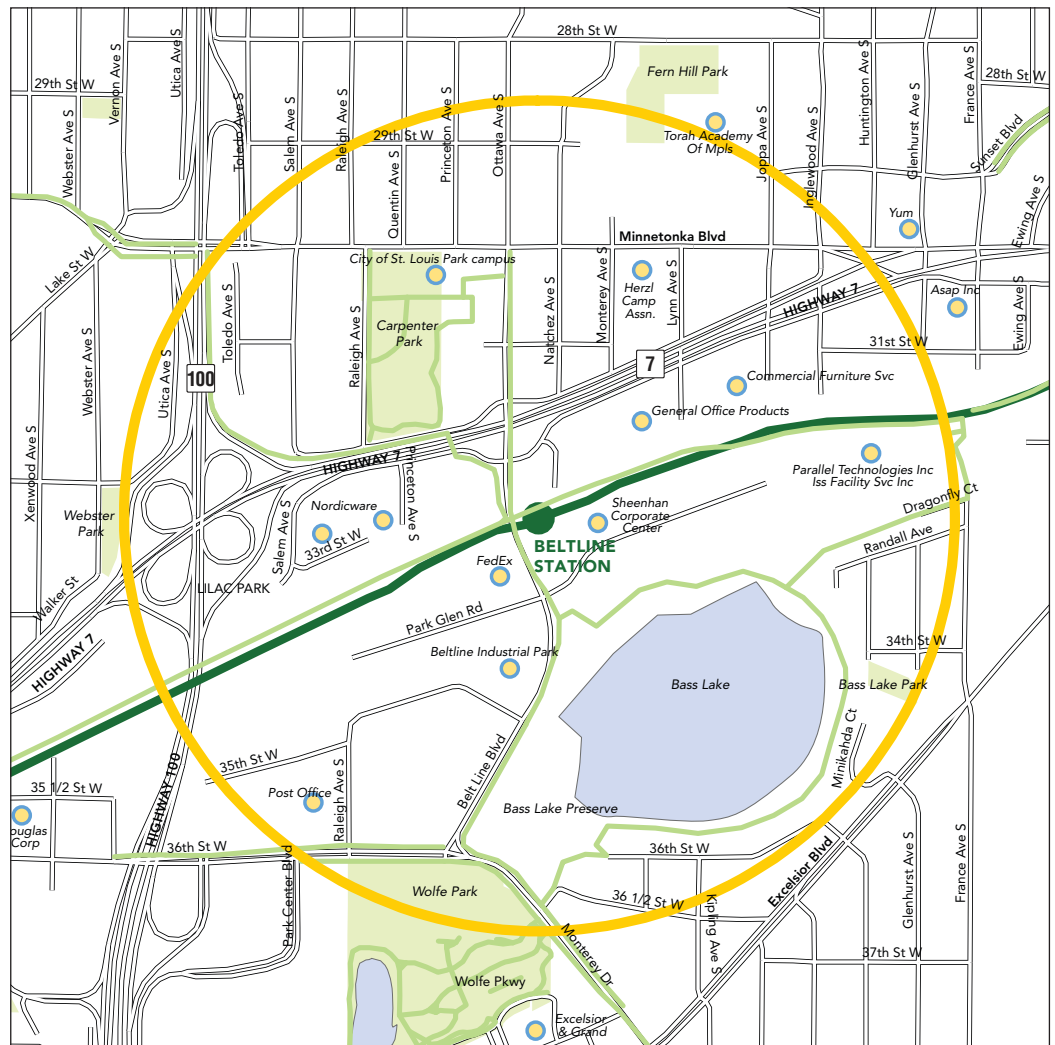 28th St W
Fern Hill Park
29th St W
28th St W
Vernon Ave S
Utica Ave S
Webster Ave S
Toledo Ave S
Salem Ave S
Raleigh Ave S
29th St W
Quentin Ave S
Princeton Ave S
Ottawa Ave S
Torah Academy
Of Mpls
Joppa Ave S
Inglewood Ave S
Huntington Ave S
Glenhurst Ave S
France Ave S
Sunset Blvd
Ewing Ave S
Yum
Minnetonka Blvd
Lake St W
City of St. Louis Park campus
Herzl
Camp
Assn.
Monterey Ave S
Lynn Ave S
Natchez Ave S
HIGHWAY 7
Asap Inc
Ewing Ave S
Toledo Ave S
Carpenter
Park
Raleigh Ave S
31st St W
7
100
Webster Ave S
Utica Ave S
Commercial Furniture Svc
General Office Products
HIGHWAY 7
Princeton Ave S
Parallel Technologies Inc
Iss Facility Svc Inc
Xenwood Ave S
Webster
Park
Nordicware
Salem Ave S
33rd St W
Sheenhan
Corporate
Center
Dragonfly Ct
Randall Ave
BELTLINE
STATION
FedEx
LILAC PARK
Walker St
Park Glen Rd
HIGHWAY 7
34th St W
Beltline Industrial Park
Bass Lake
Bass Lake Park
Minikahda Ct
35th St W
Belt Line Blvd
HIGHWAY 100
35 1/2 St W
Post Office
Raleigh Ave S
Bass Lake Preserve
ouglas
Corp
36th St W
36th St W
Excelsior Blvd
Glenhurst Ave S
France Ave S
Park Center Blvd
Wolfe Park
36 1/2 St W
Kipling Ave S
Monterey Dr
37th St W
Wolfe Pkwy
Excelsior
& Grand